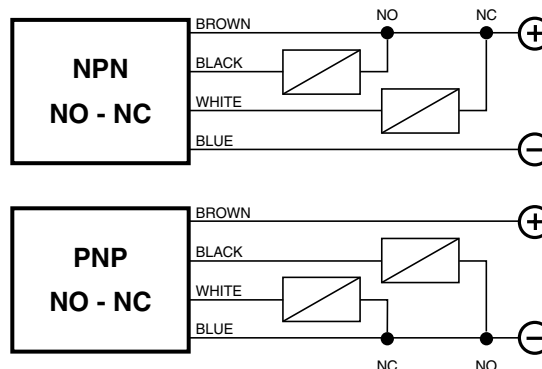 NO NC
BROWN +
NPN
NO - NC
BLACK
WHITE
BLUE −
BROWN +
PNP
NO - NC
BLACK
WHITE
BLUE −
NC NO